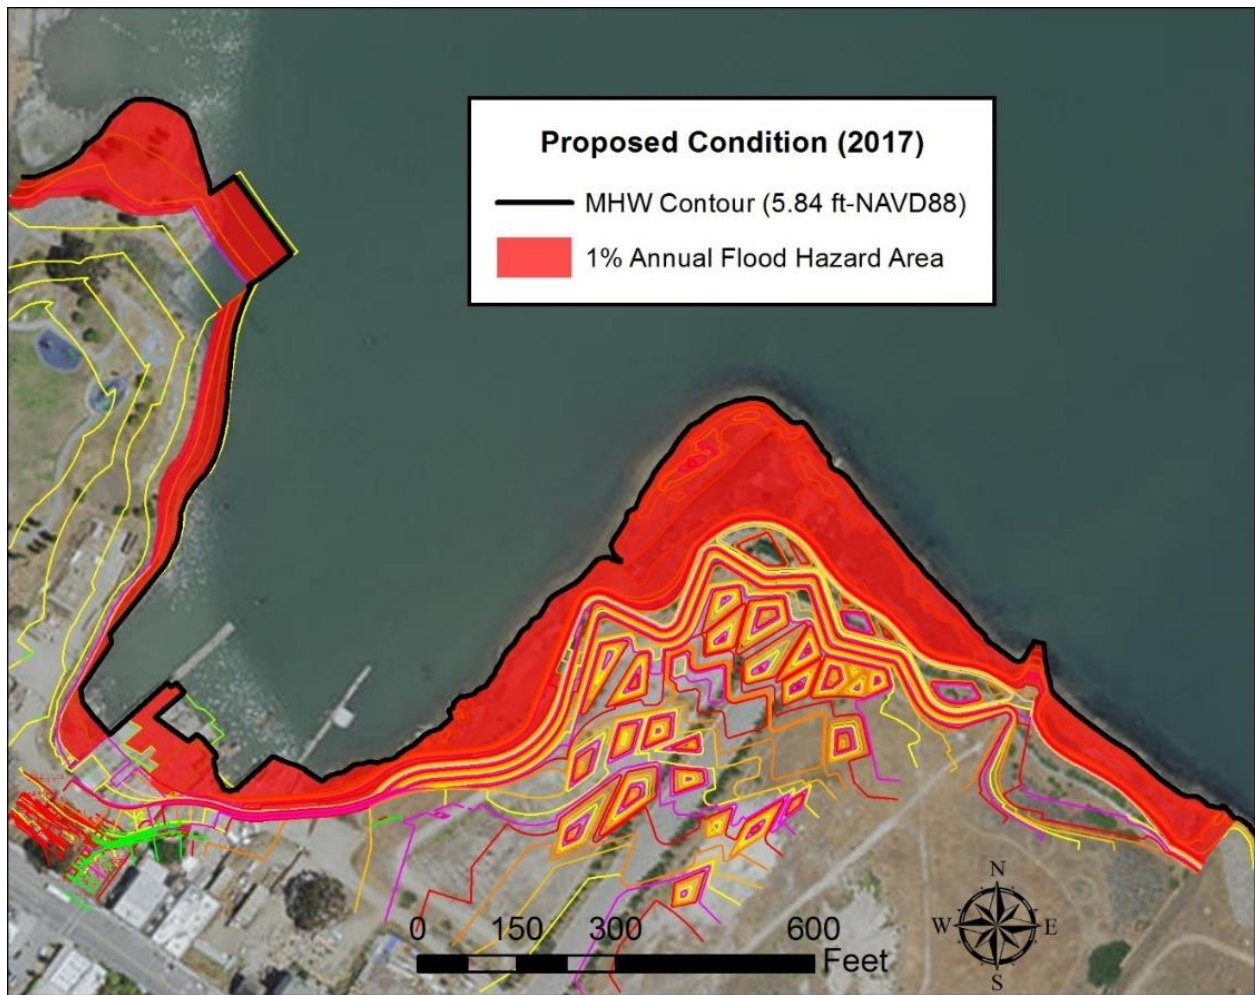 Proposed Condition (2017)
MHW Contour (5.84 ft-NAVD88)
1% Annual Flood Hazard Area
N
W E
S
0 150 300 600
Feet